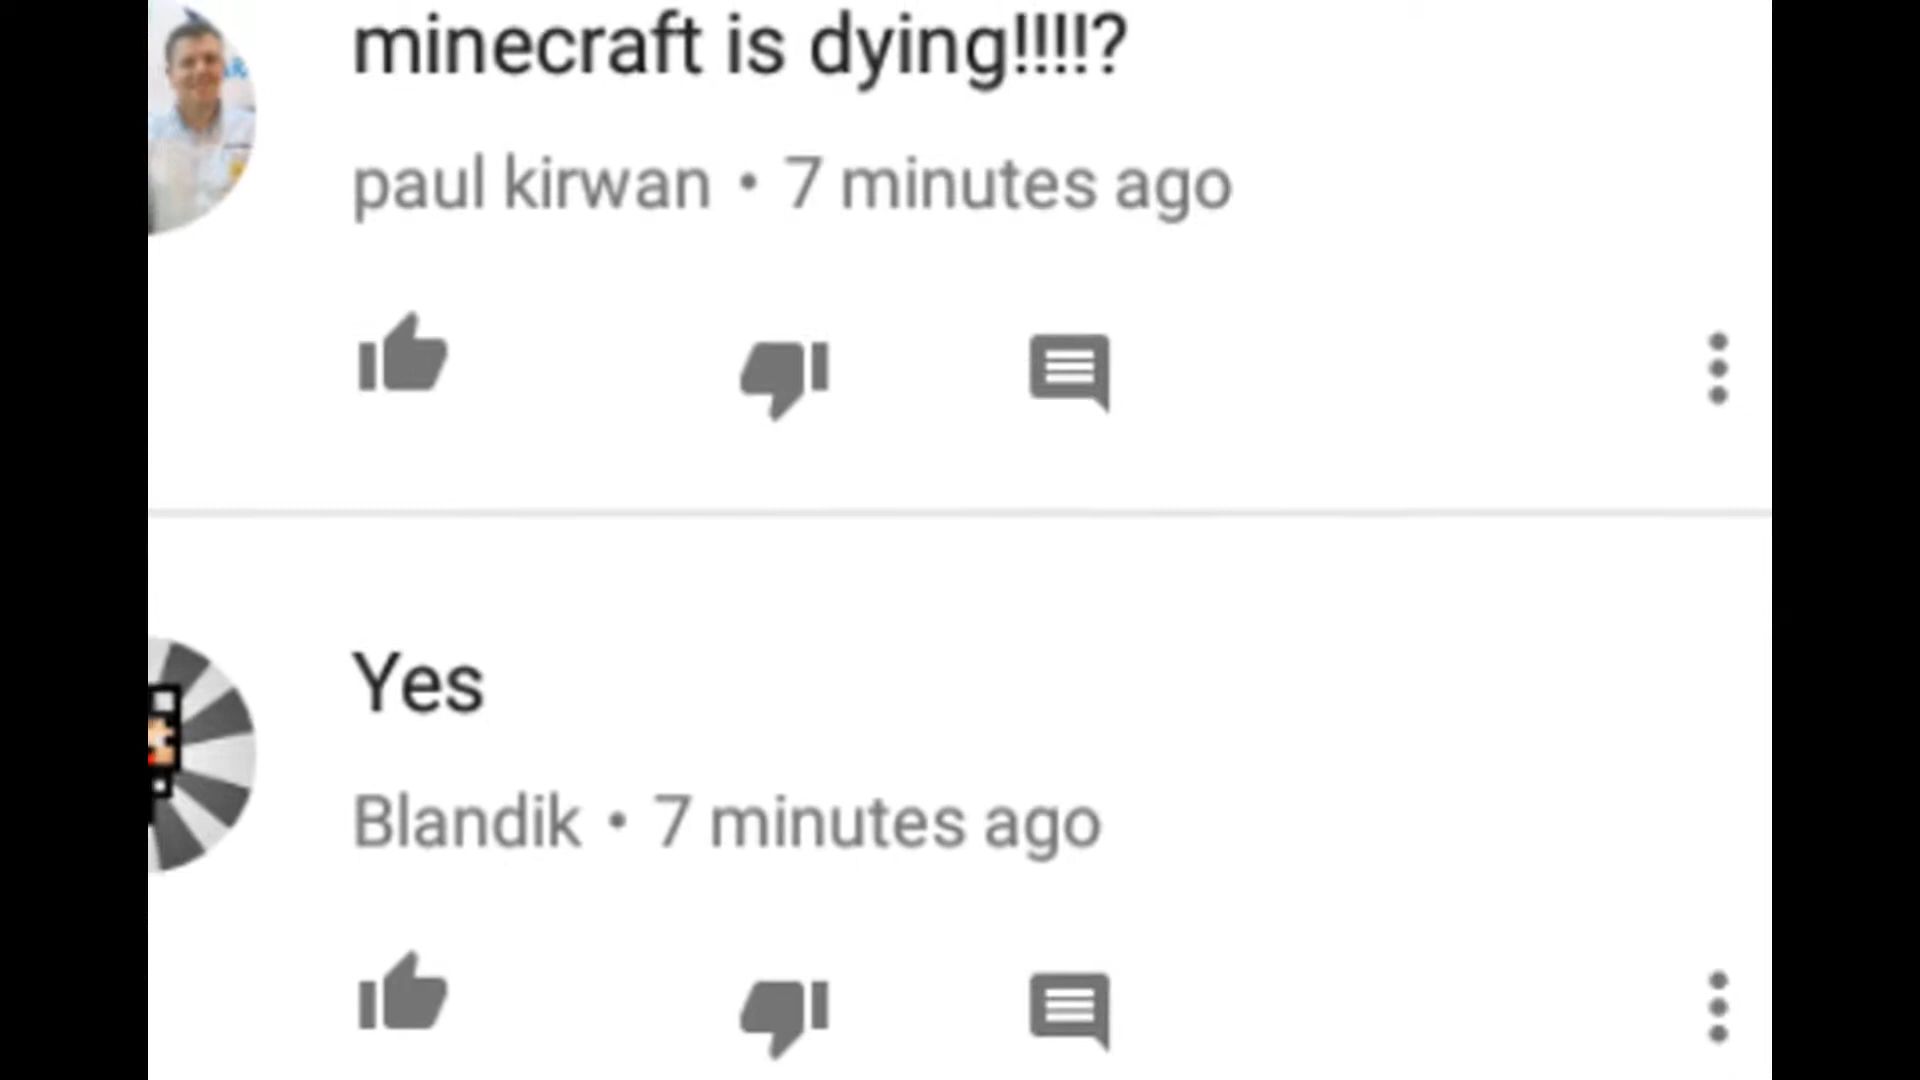 minecraft is dying!!!!?
paul kirwan • 7 minutes ago
Yes
Blandik • 7 minutes ago